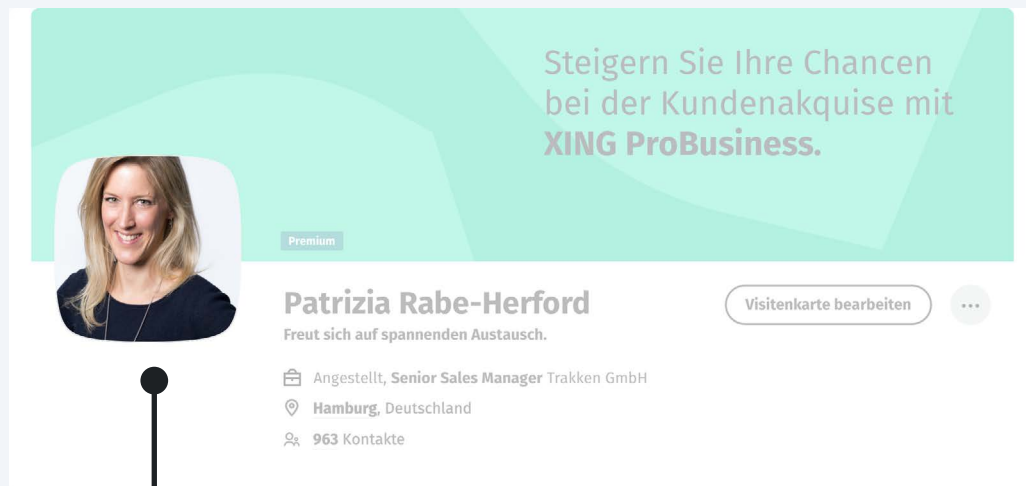 Steigern Sie Ihre Chancen
bei der Kundenakquise mit
XING ProBusiness.
Premium
Patrizia Rabe-Herford
Visitenkarte bearbeiten
Freut sich auf spannenden Austausch.
Angestellt, Senior Sales Manager Trakken GmbH
Hamburg, Deutschland
963 Kontakte